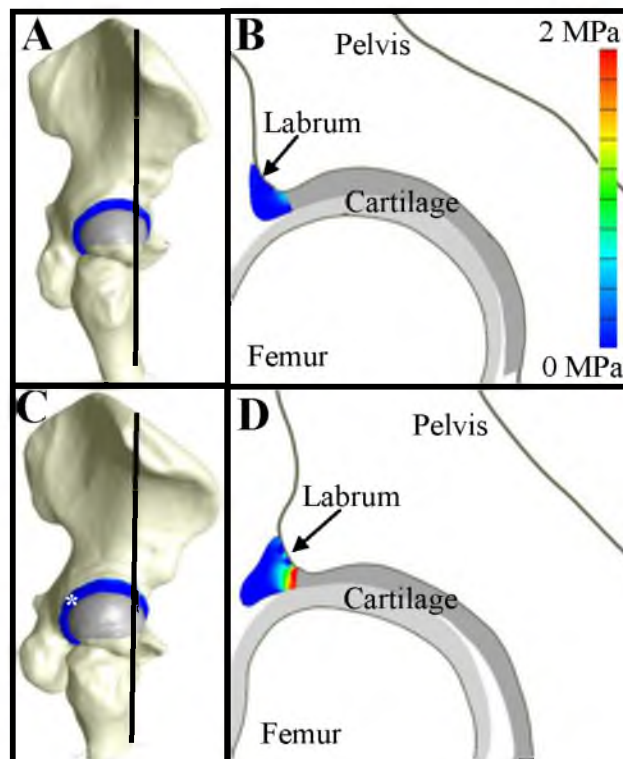 A
B
Pelvis
2 MPa
Labrum
Cartilage
Femur
0 MPa
C
*
D
Pelvis
Labrum
Cartilage
Femur